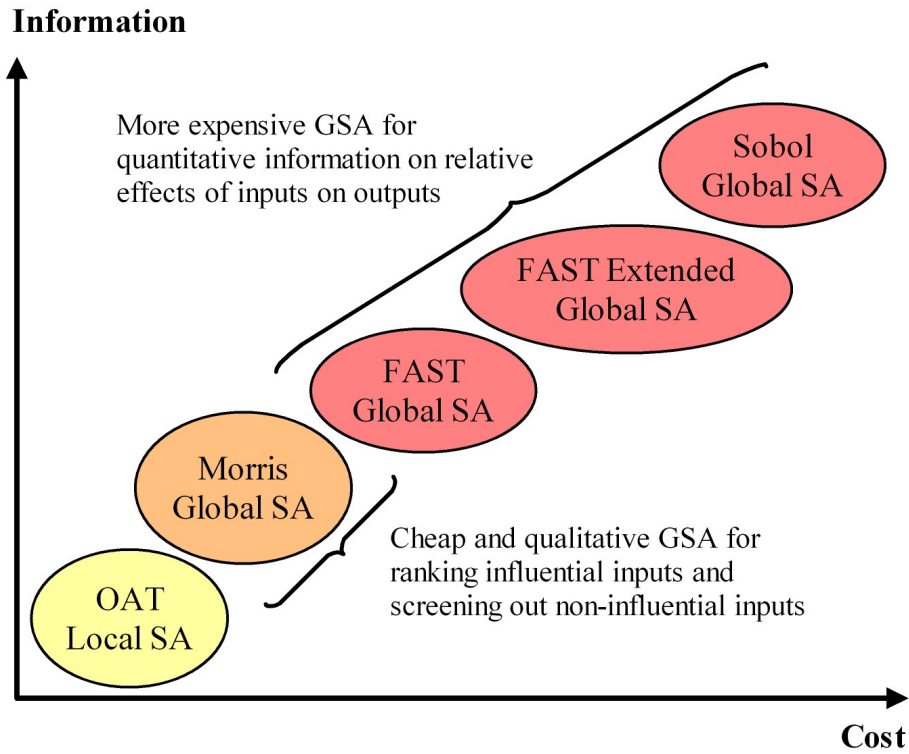 Information
More expensive GSA for
quantitative information on relative
effects of inputs on outputs
Sobol
Global SA
FAST Extended
Global SA
FAST
Global SA
Morris
Global SA
Cheap and qualitative GSA for
ranking influential inputs and
screening out non-influential inputs
OAT
Local SA
Cost